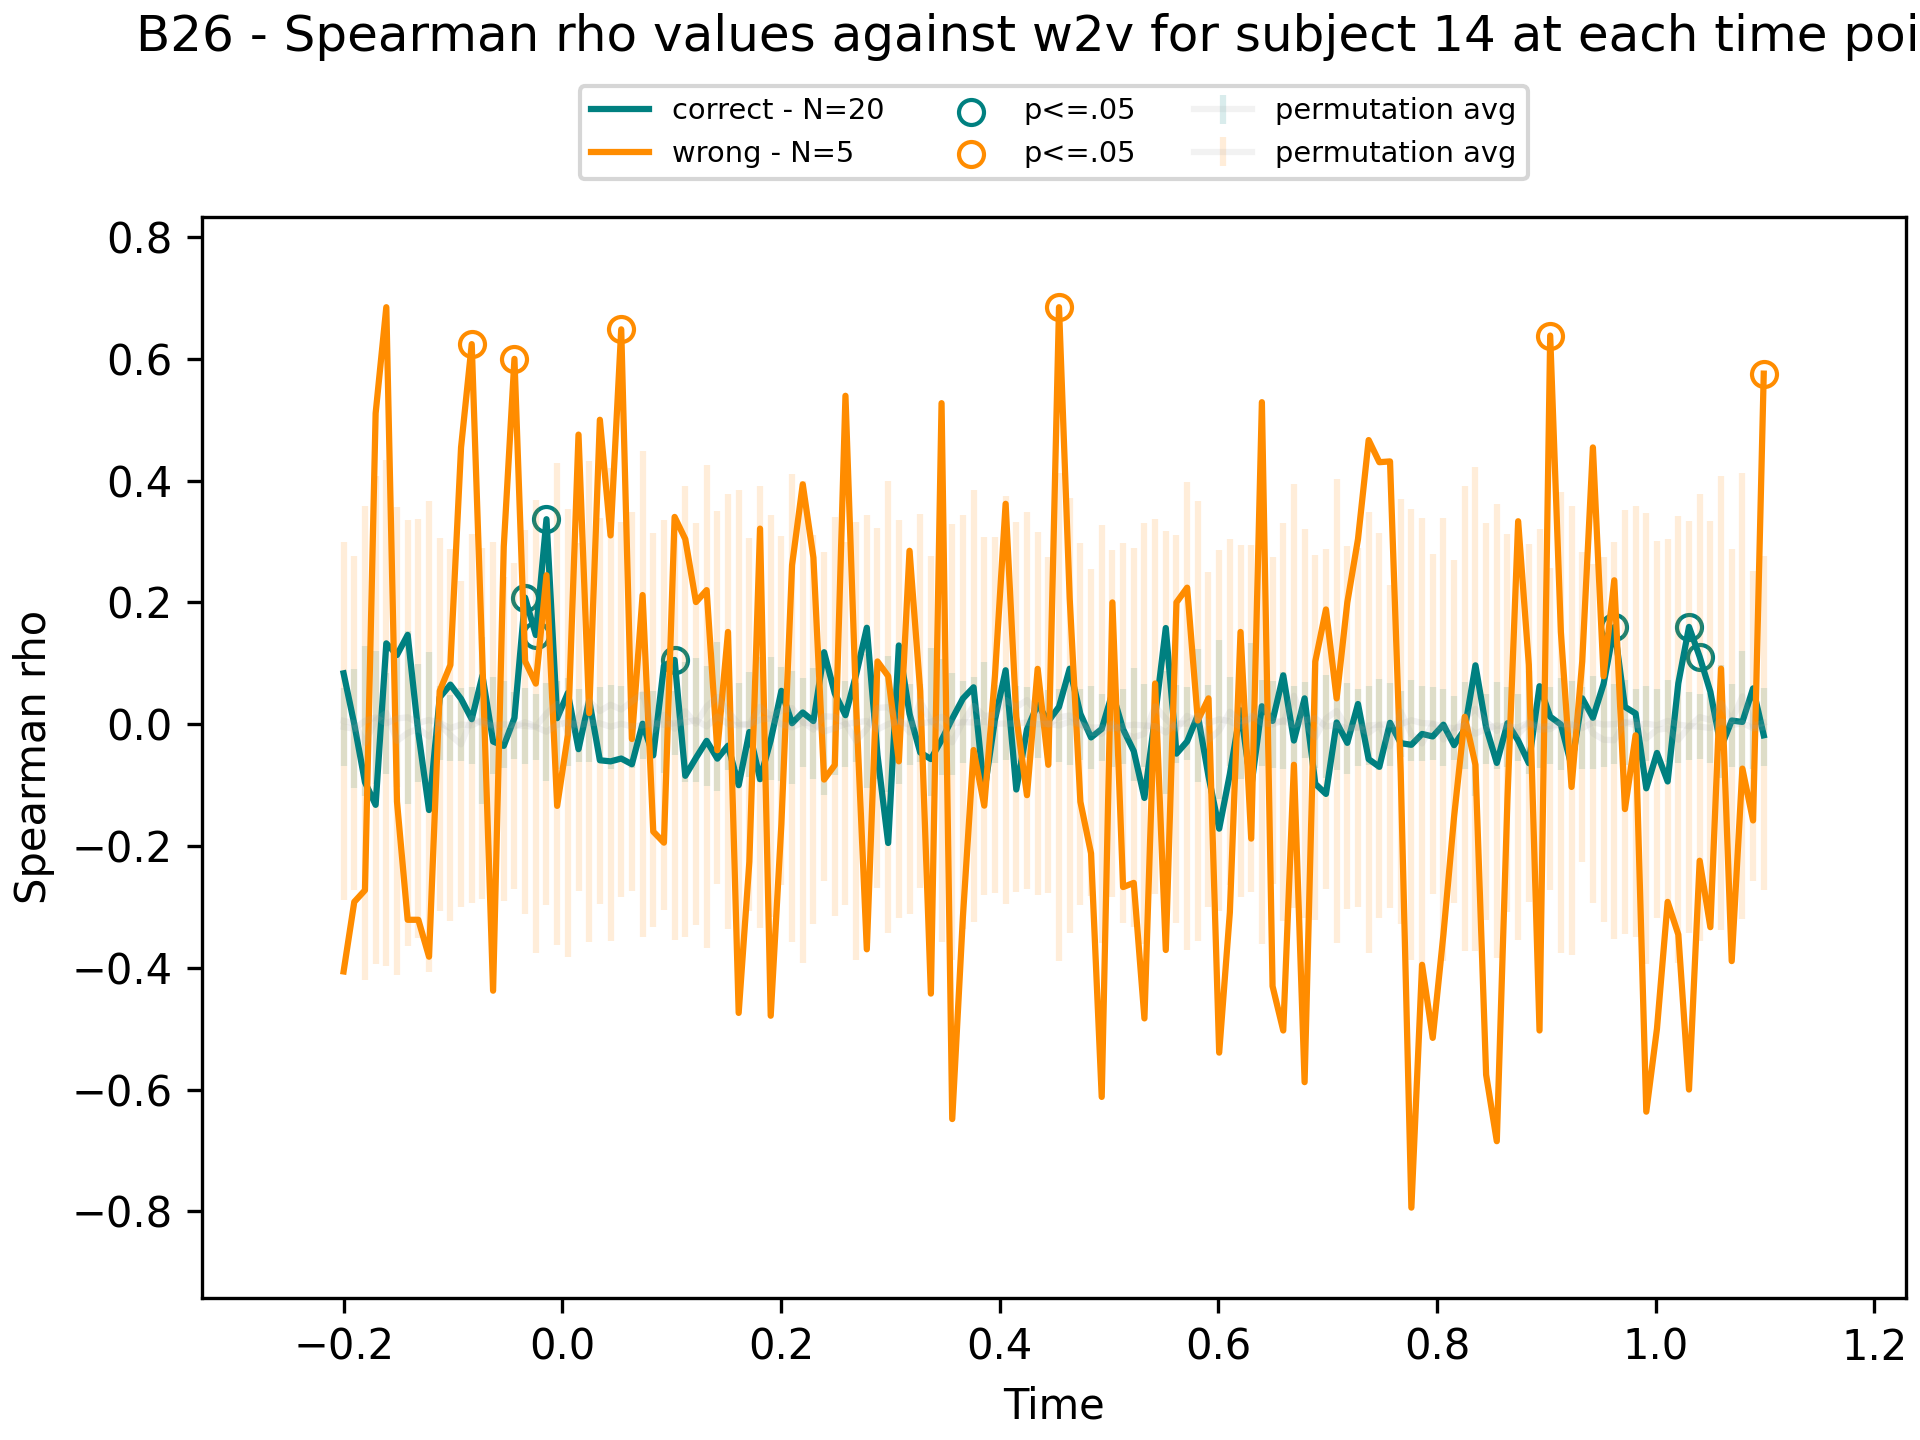 B26 - Spearman rho values against w2v for subject 14 at each time poi
correct - N=20 p<=.05 permutation avg
wrong - N=5 p<=.05 permutation avg
0.8
0.6
0.4
0.2
0.0
−0.2
−0.4
−0.6
−0.8
Spearman rho
−0.2 0.0 0.2 0.4 0.6 0.8 1.0 1.2
Time